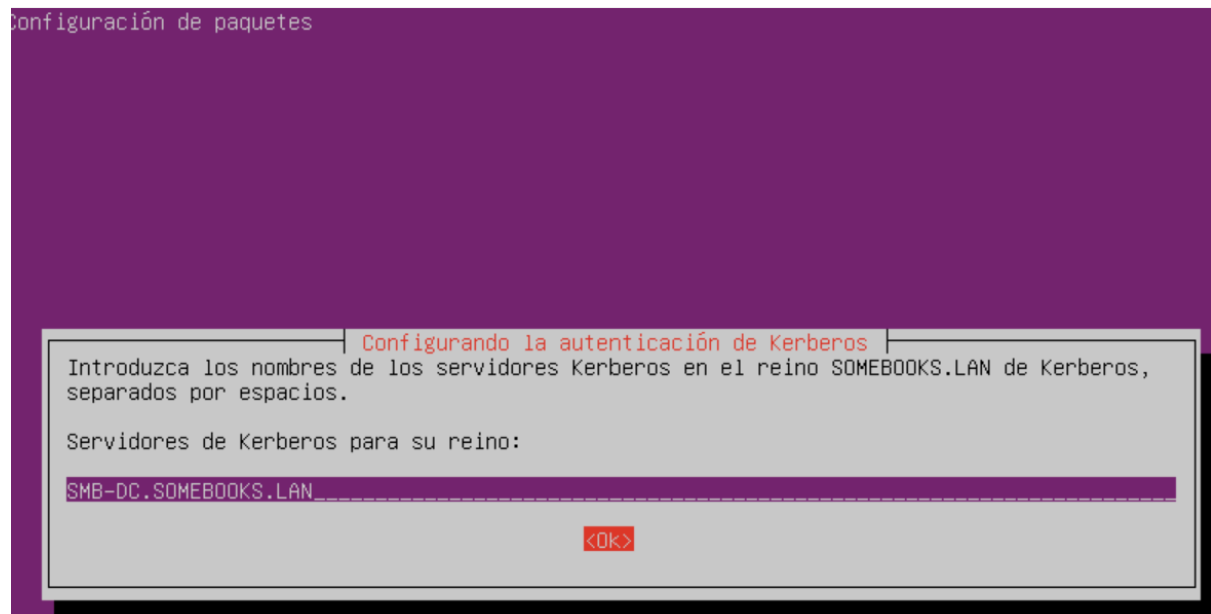 Configuración de paquetes
Configurando la autenticación de Kerberos
Introduzca los nombres de los servidores Kerberos en el reino SOMEBOOKS.LAN de Kerberos,
separados por espacios.
Servidores de Kerberos para su reino:
SMB-DC.SOMEBOOKS.LAN
<Ok>